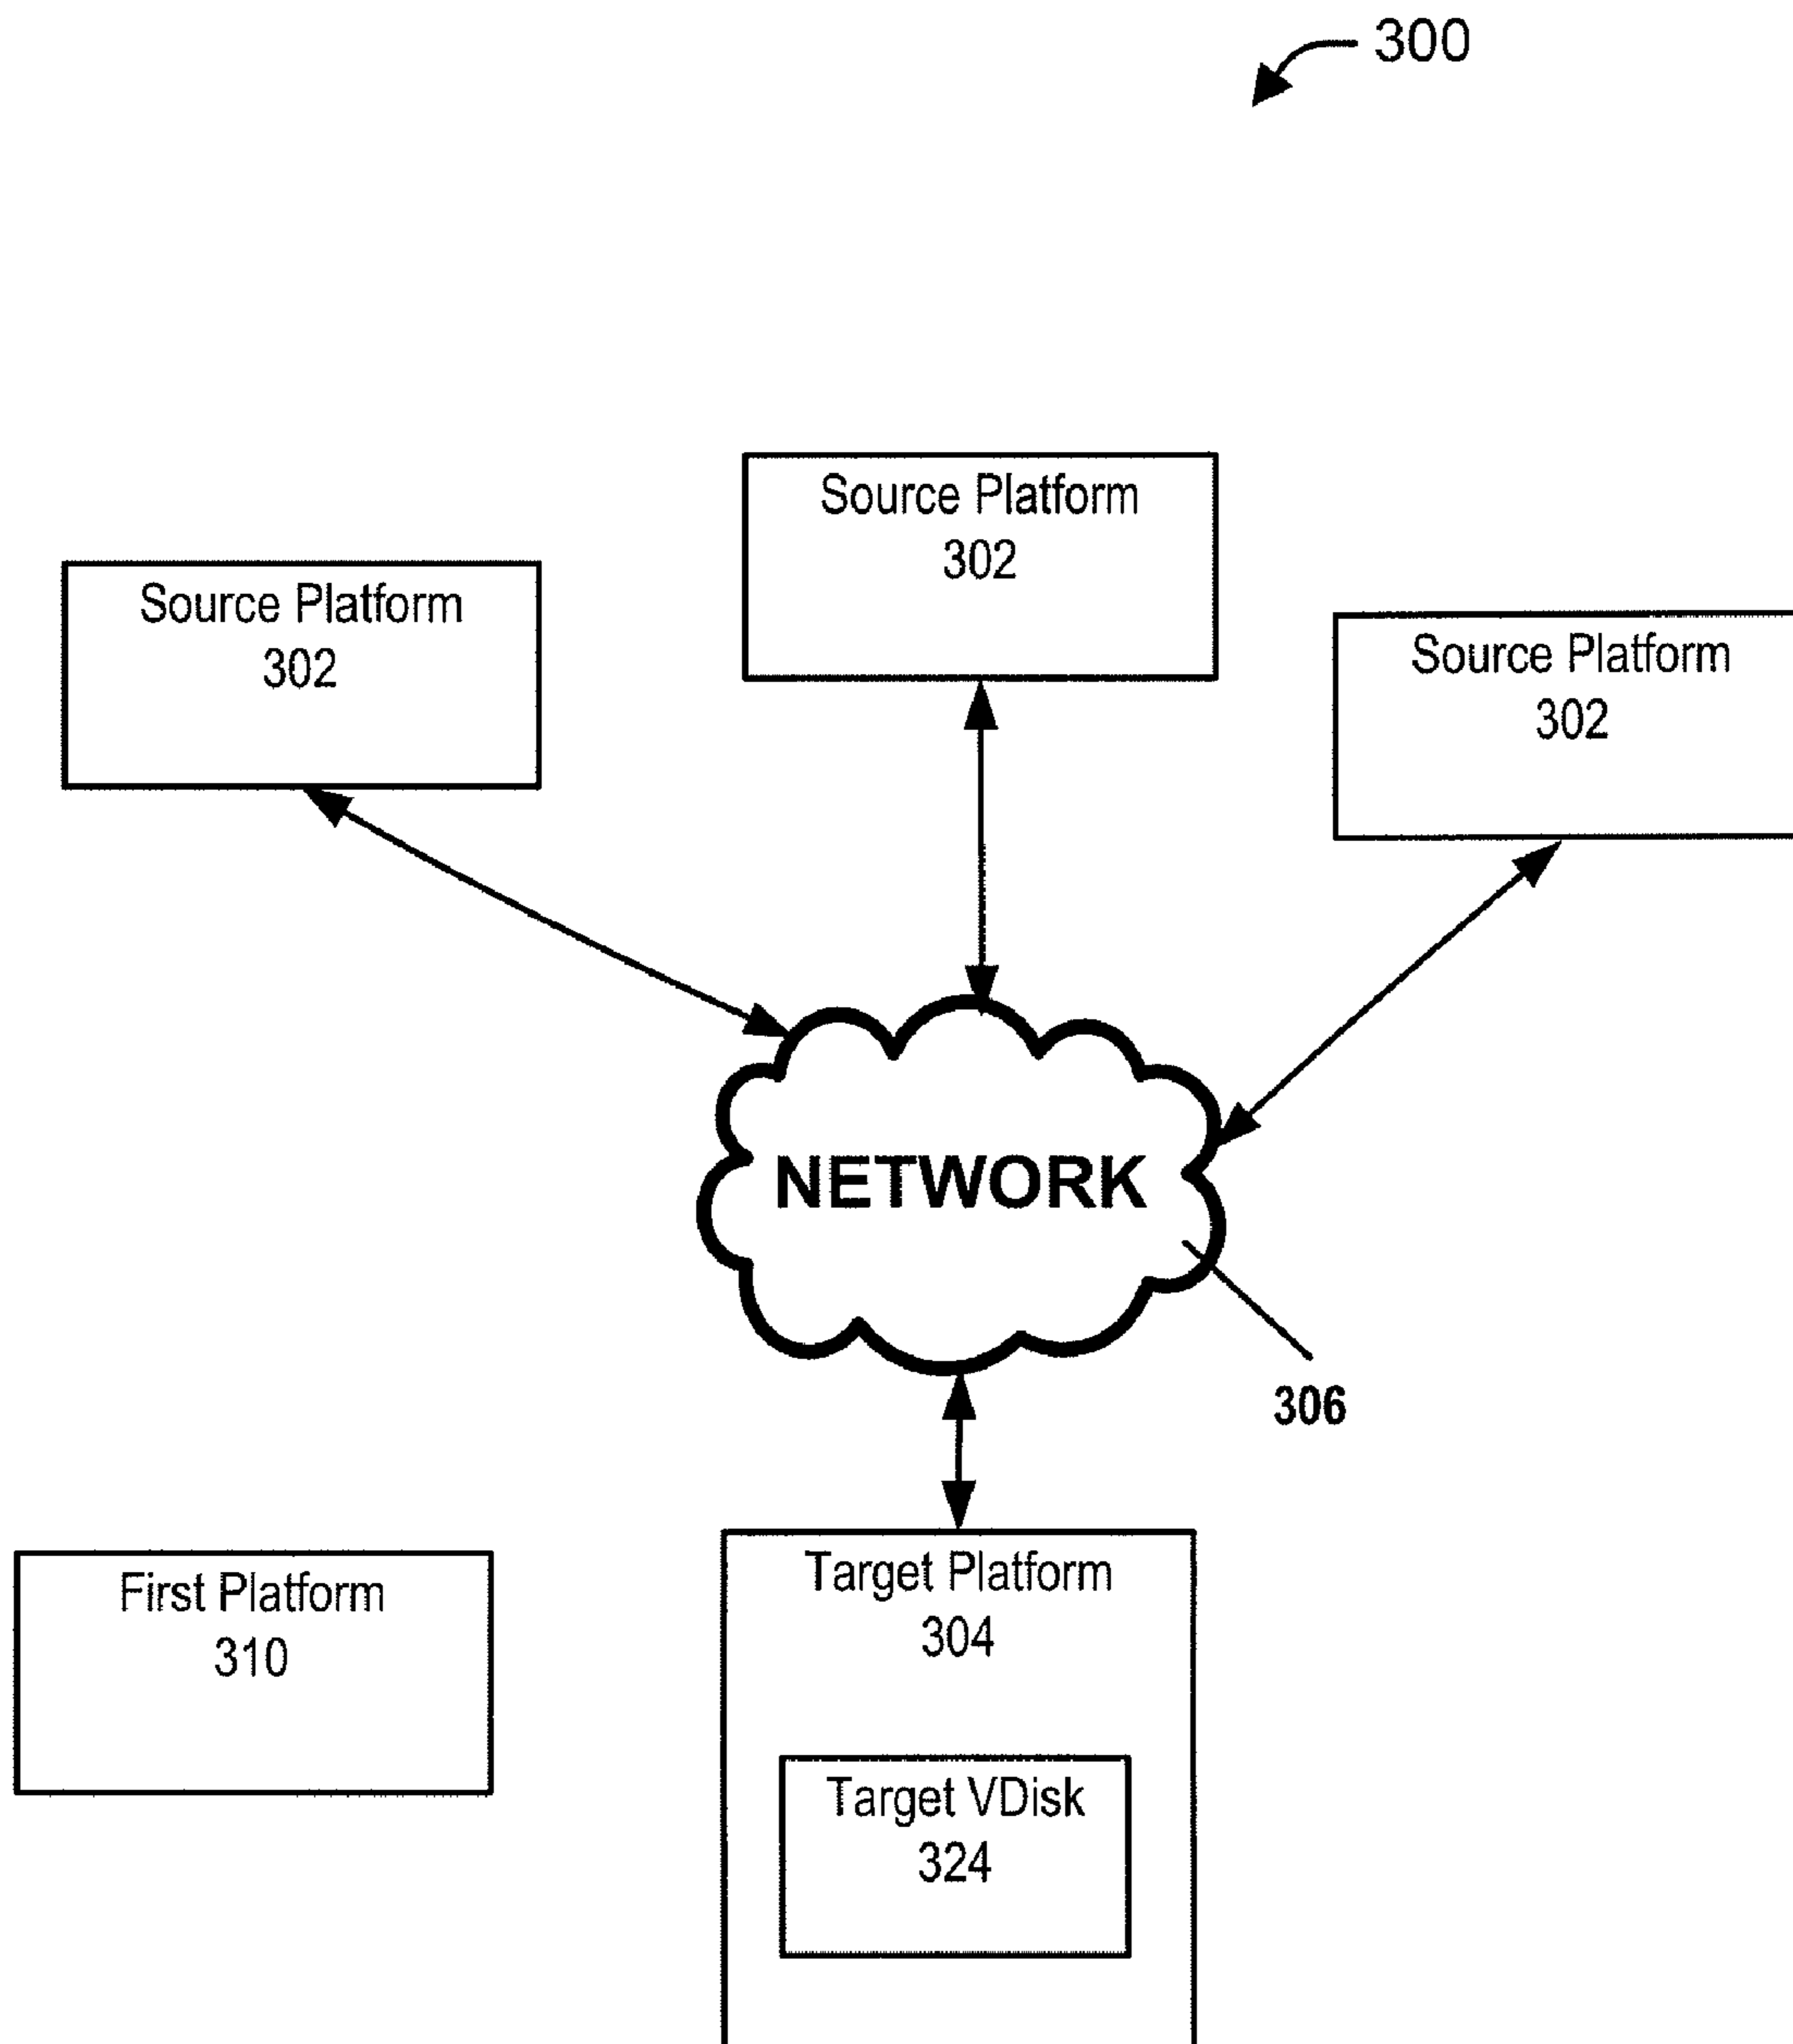 300
Source Platform
302
Source Platform
302
Source Platform
302
NETWORK
306
First Platform
310
Target Platform
304
Target VDisk
324